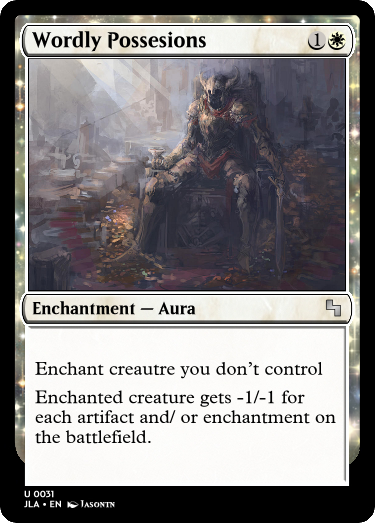 Wordly Possesions 1
Enchantment — Aura
Enchant creautre you don't control
Enchanted creature gets -1/-1 for
each artifact and/ or enchantment on
the battlefield.
U 0031
JLA • EN Jasontn